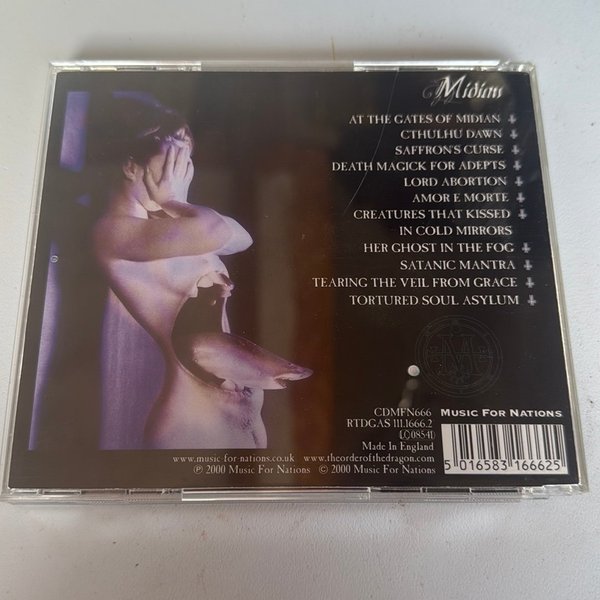 Midian
AT THE GATES OF MIDIAN
CTHULHU DAWN
SAFFRON'S CURSE
DEATH MAGICK FOR ADEPTS
LORD ABORTION
AMOR E MORTE
CREATURES THAT KISSED
IN COLD MIRRORS
HER GHOST IN THE FOG
SATANIC MANTRA
TEARING THE VEIL FROM GRACE
TORTURED SOUL ASYLUM
CDMFN666
RTDGAS 111.1666.2
LC 08541
Made In England
MUSIC FOR NATIONS
www.music-for-nations.co.uk www.theorderofthedragon.com
℗ 2000 Music For Nations © 2000 Music For Nations
5 016583 166625